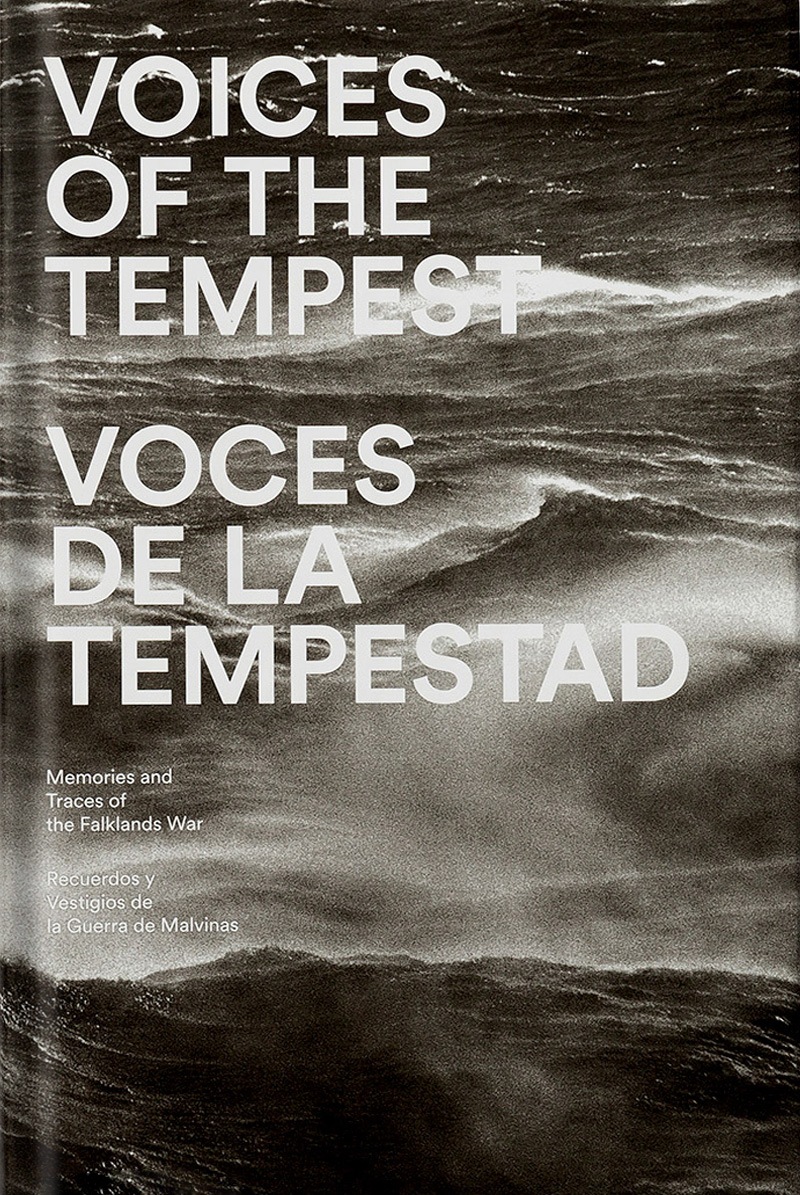 VOICES
OF THE
TEMPEST
VOCES
DE LA
TEMPESTAD
Memories and
Traces of
the Falklands War
Recuerdos y
Vestigios de
la Guerra de Malvinas